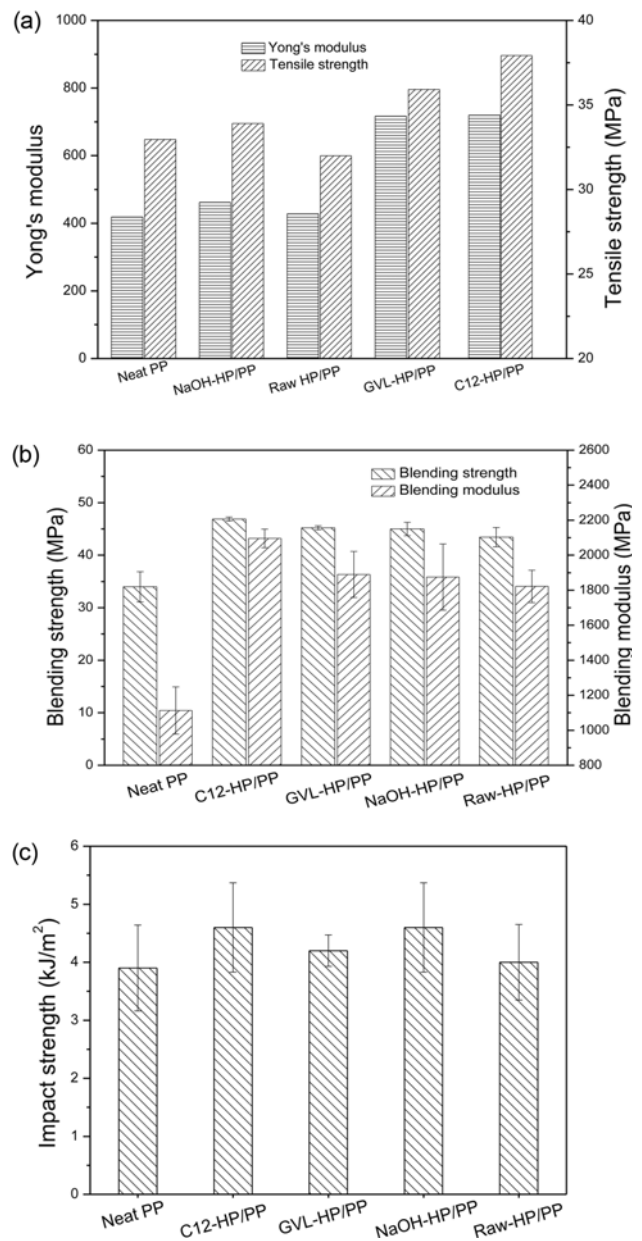 (a)
Yong's modulus
Tensile strength
Yong's modulus
1000
800
600
400
200
0
Tensile strength (MPa)
40
35
30
25
20
Neat PP
NaOH-HP/PP
Raw HP/PP
GVL-HP/PP
C12-HP/PP
(b)
Blending strength
Blending modulus
Blending strength (MPa)
60
50
40
30
20
10
0
Blending modulus (MPa)
2600
2400
2200
2000
1800
1600
1400
1200
1000
800
Neat PP
C12-HP/PP
GVL-HP/PP
NaOH-HP/PP
Raw-HP/PP
(c)
Impact strength (kJ/m²)
6
5
4
3
2
1
0
Neat PP
C12-HP/PP
GVL-HP/PP
NaOH-HP/PP
Raw-HP/PP